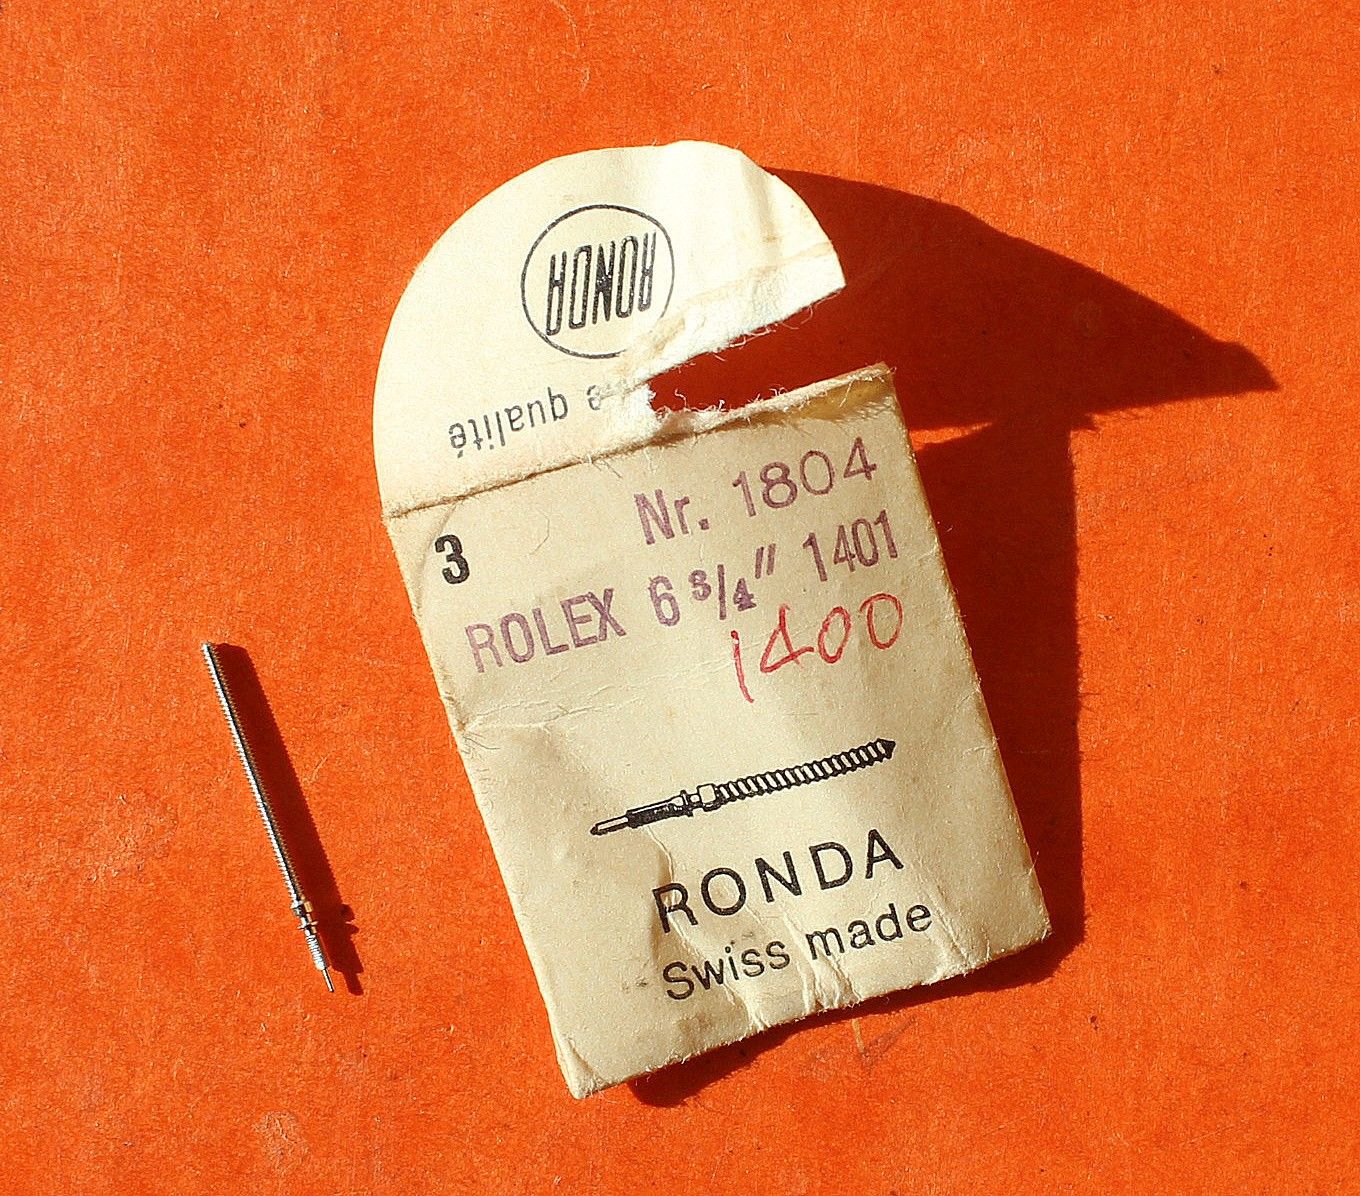 RONDA
qualité
3
Nr. 1804
ROLEX 6 3/4″ 1401
1400
RONDA
Swiss made